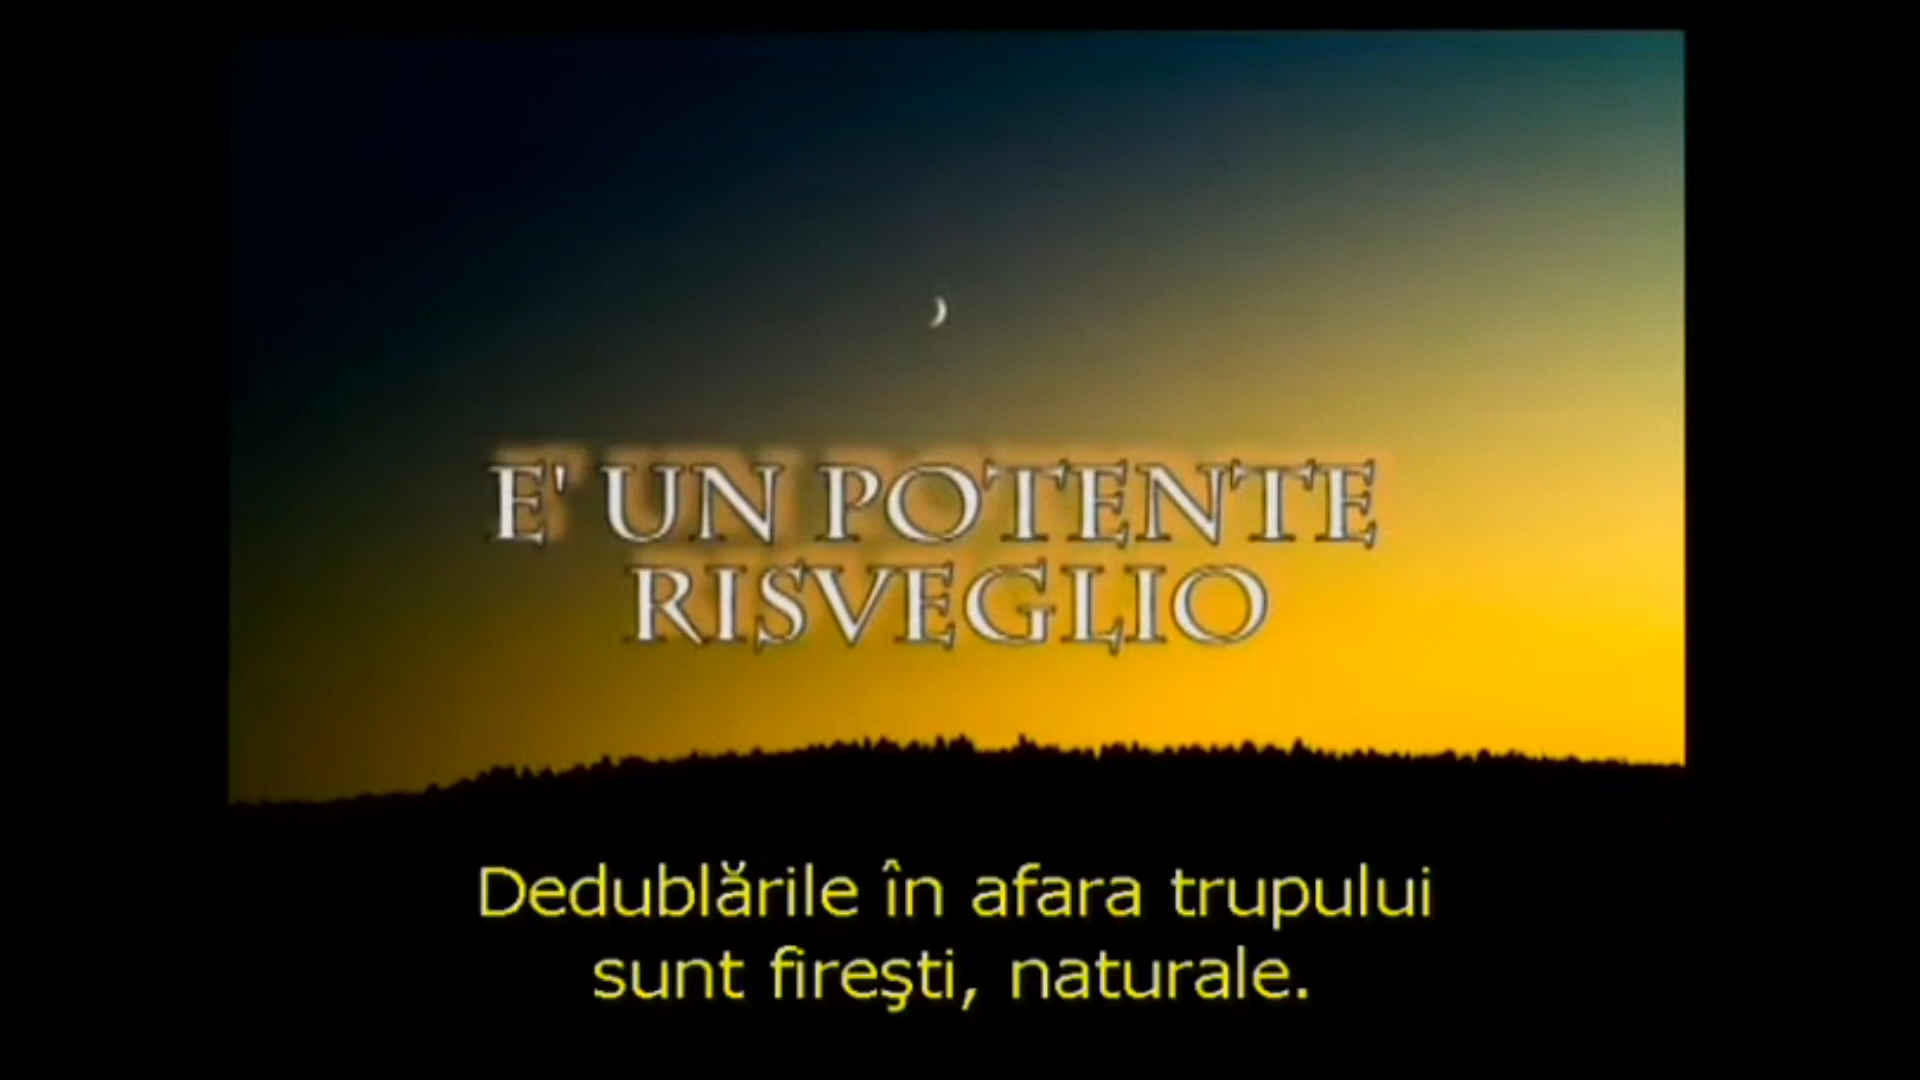 E' UN POTENTE
RISVEGLIO
Dedublările în afara trupului
sunt fireşti, naturale.